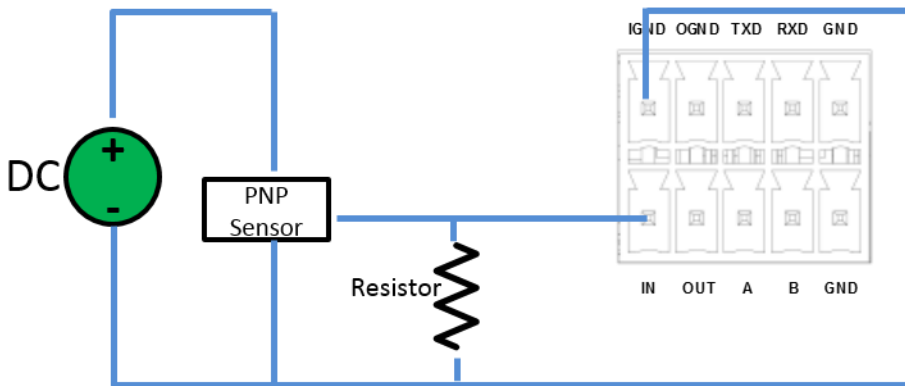 IGND OGND TXD RXD GND
+
DC
-
PNP
Sensor
Resistor
IN OUT A B GND